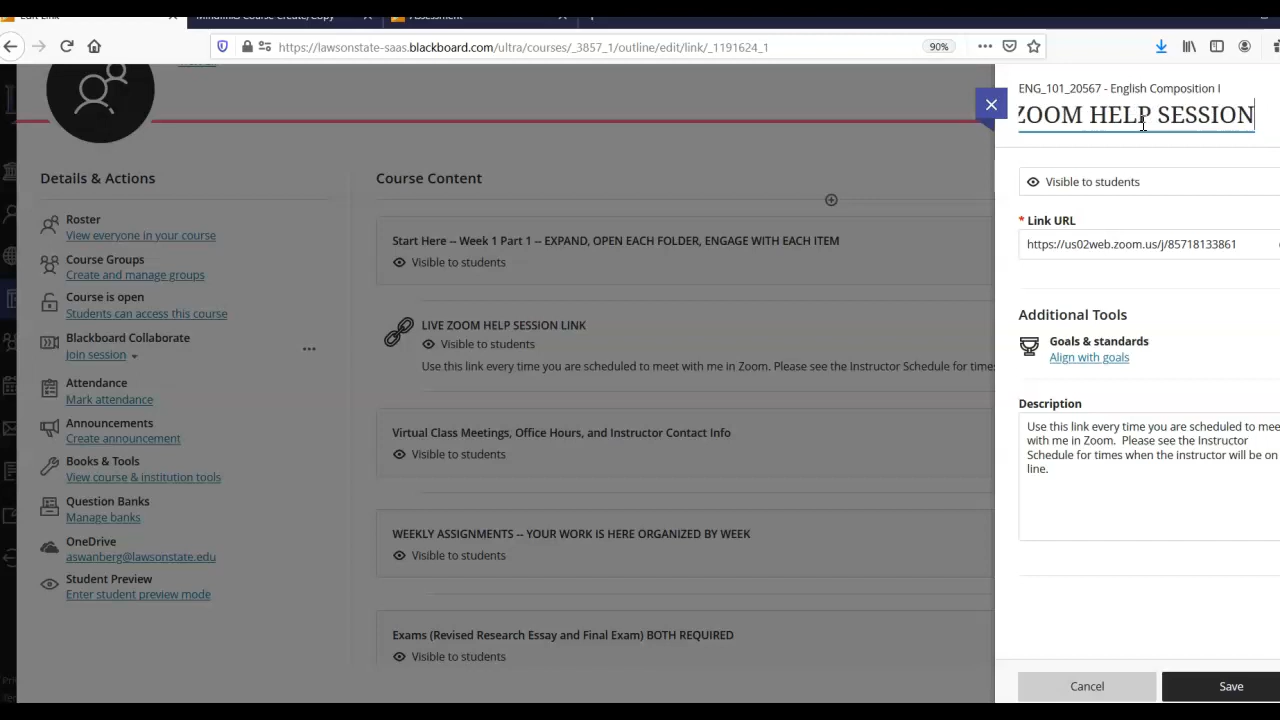 Edit Link
Mindlinks Course Create/Copy
Assessment
https://lawsonstate-saas.blackboard.com/ultra/courses/_3857_1/outline/edit/link/_1191624_1
90%
Details & Actions
Roster
View everyone in your course
Course Groups
Create and manage groups
Course is open
Students can access this course
Blackboard Collaborate
Join session
Attendance
Mark attendance
Announcements
Create announcement
Books & Tools
View course & institution tools
Question Banks
Manage banks
OneDrive
aswanberg@lawsonstate.edu
Student Preview
Enter student preview mode
Course Content
Start Here -- Week 1 Part 1 -- EXPAND, OPEN EACH FOLDER, ENGAGE WITH EACH ITEM
Visible to students
LIVE ZOOM HELP SESSION LINK
Visible to students
Use this link every time you are scheduled to meet with me in Zoom. Please see the Instructor Schedule for times
Virtual Class Meetings, Office Hours, and Instructor Contact Info
Visible to students
WEEKLY ASSIGNMENTS -- YOUR WORK IS HERE ORGANIZED BY WEEK
Visible to students
Exams (Revised Research Essay and Final Exam) BOTH REQUIRED
Visible to students
ENG_101_20567 - English Composition I
ZOOM HELP SESSION
Visible to students
* Link URL
https://us02web.zoom.us/j/85718133861
Additional Tools
Goals & standards
Align with goals
Description
Use this link every time you are scheduled to mee
with me in Zoom. Please see the Instructor
Schedule for times when the instructor will be on
line.
Cancel
Save